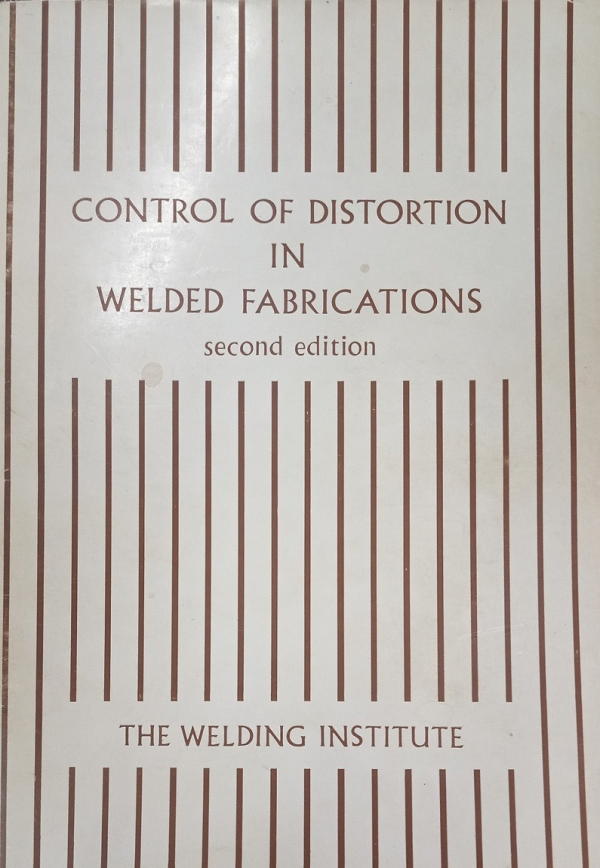 CONTROL OF DISTORTION
IN
WELDED FABRICATIONS
second edition
THE WELDING INSTITUTE